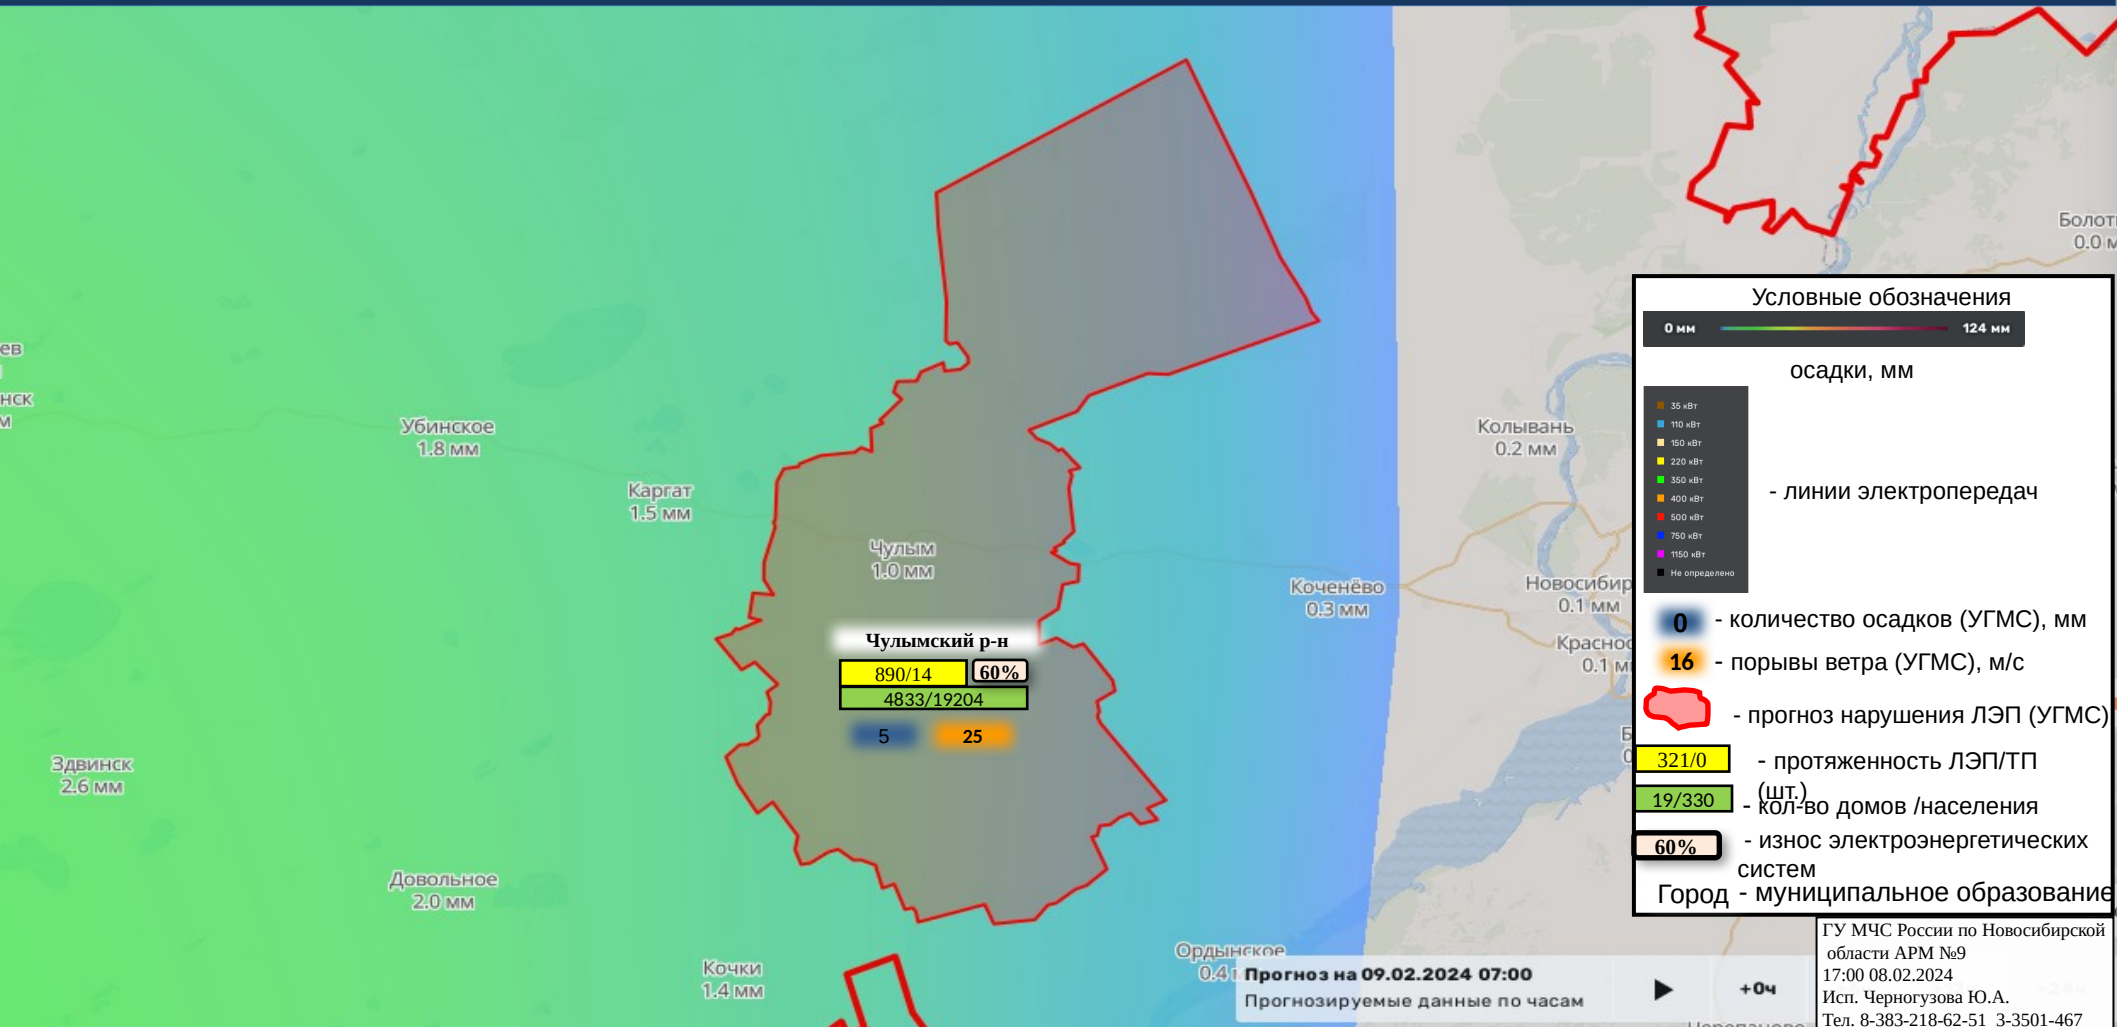 Болот
0.0 м
Условные обозначения
0 мм
124 мм
осадки, мм
35 кВт
110 кВт
150 кВт
220 кВт
350 кВт
400 кВт
500 кВт
750 кВт
1150 кВт
Не определено
- линии электропередач
0 - количество осадков (УГМС), мм
16 - порывы ветра (УГМС), м/с
- прогноз нарушения ЛЭП (УГМС)
321/0 - протяженность ЛЭП/ТП
(шт.)
19/330 - кол-во домов /населения
60% - износ электроэнергетических
систем
Город - муниципальное образование
ев
нск
м
Убинское
1.8 мм
Каргат
1.5 мм
Чулым
1.0 мм
Колывань
0.2 мм
Коченёво
0.3 мм
Новосибир
0.1 мм
Красноо
0.1 м
Чулымский р-н
890/14 60%
4833/19204
5 25
Здвинск
2.6 мм
Довольное
2.0 мм
Кочки
1.4 мм
Ордынское
0.4
Прогноз на 09.02.2024 07:00
Прогнозируемые данные по часам
+0ч
ГУ МЧС России по Новосибирской
области АРМ №9
17:00 08.02.2024
Исп. Черногузова Ю.А.
Тел. 8-383-218-62-51 3-3501-467